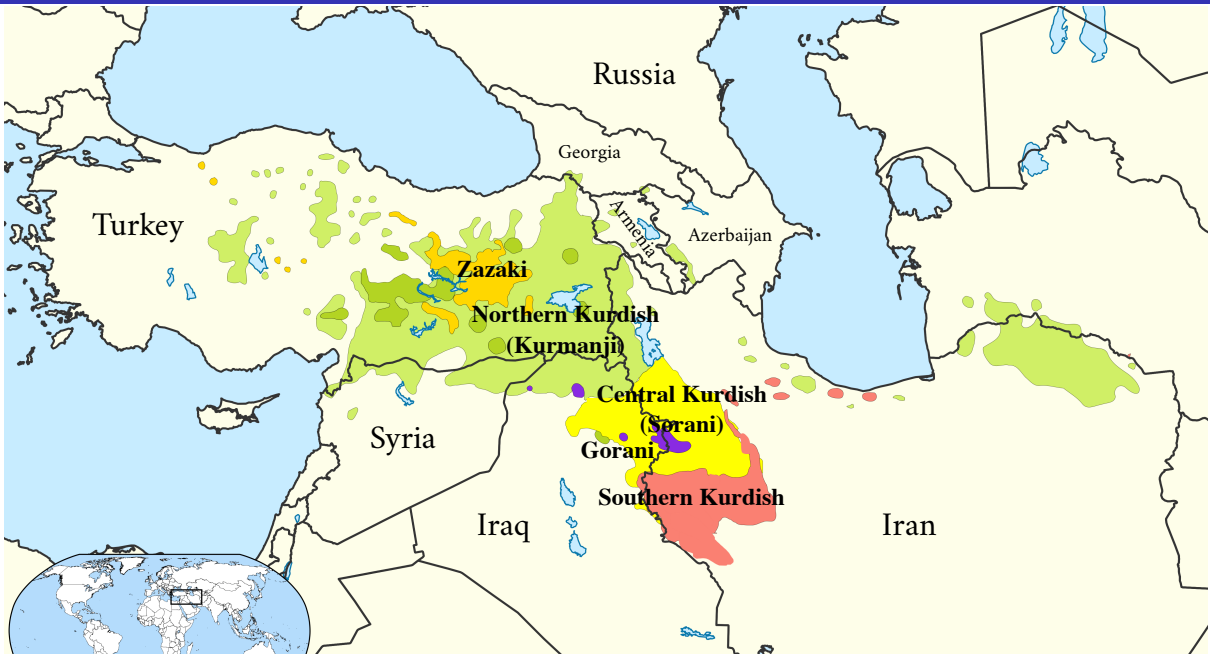 Russia
Georgia
Turkey
Armenia
Azerbaijan
Zazaki
Northern Kurdish
(Kurmanji)
Central Kurdish
(Sorani)
Syria
Gorani
Southern Kurdish
Iraq
Iran